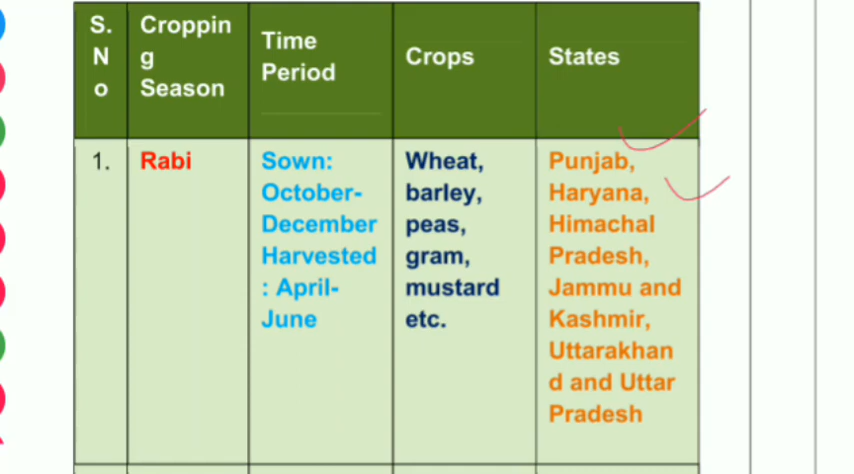 S.
N
o
Croppin
g
Season
Time
Period
Crops
States
1.
Rabi
Sown:
October-
December
Harvested
: April-
June
Wheat,
barley,
peas,
gram,
mustard
etc.
Punjab,
Haryana,
Himachal
Pradesh,
Jammu and
Kashmir,
Uttarakhan
d and Uttar
Pradesh